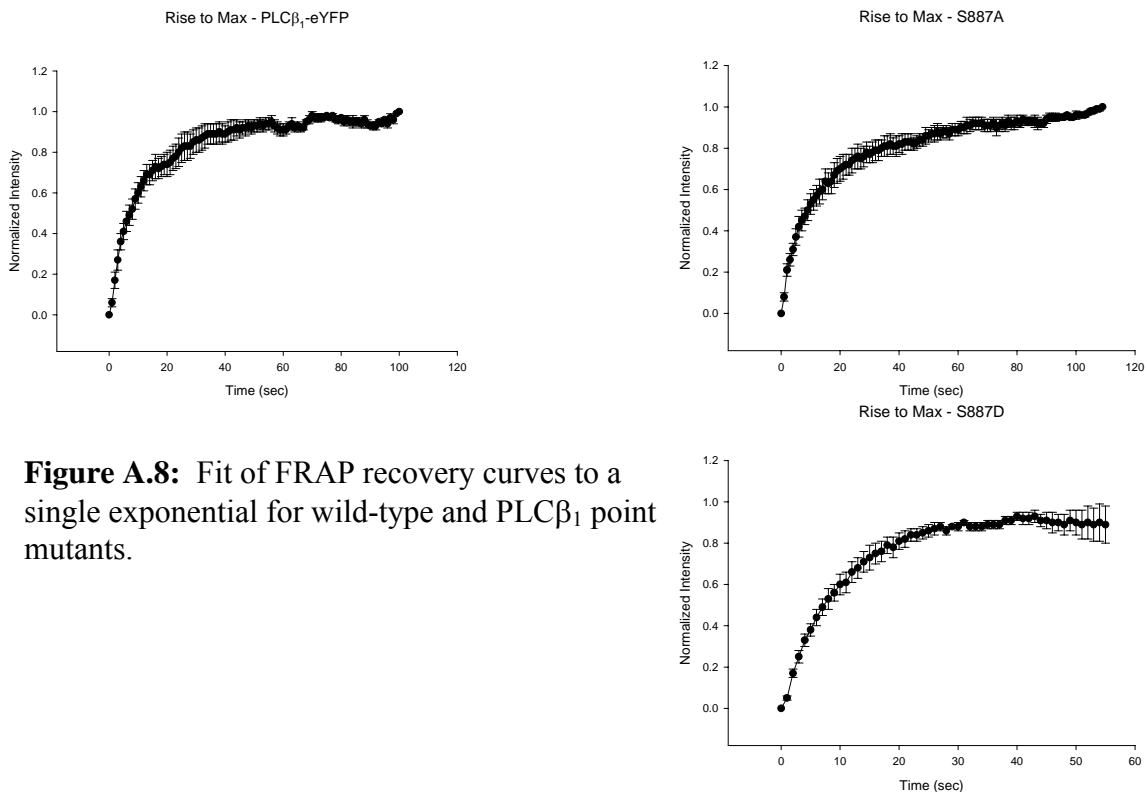 Rise to Max - PLCβ₁-eYFP
Normalized Intensity
1.2
1.0
0.8
0.6
0.4
0.2
0.0
0 20 40 60 80 100 120
Time (sec)
Rise to Max - S887A
Normalized Intensity
1.2
1.0
0.8
0.6
0.4
0.2
0.0
0 20 40 60 80 100 120
Time (sec)
Figure A.8: Fit of FRAP recovery curves to a
single exponential for wild-type and PLCβ₁ point
mutants.
Rise to Max - S887D
Normalized Intensity
1.2
1.0
0.8
0.6
0.4
0.2
0.0
0 10 20 30 40 50 60
Time (sec)